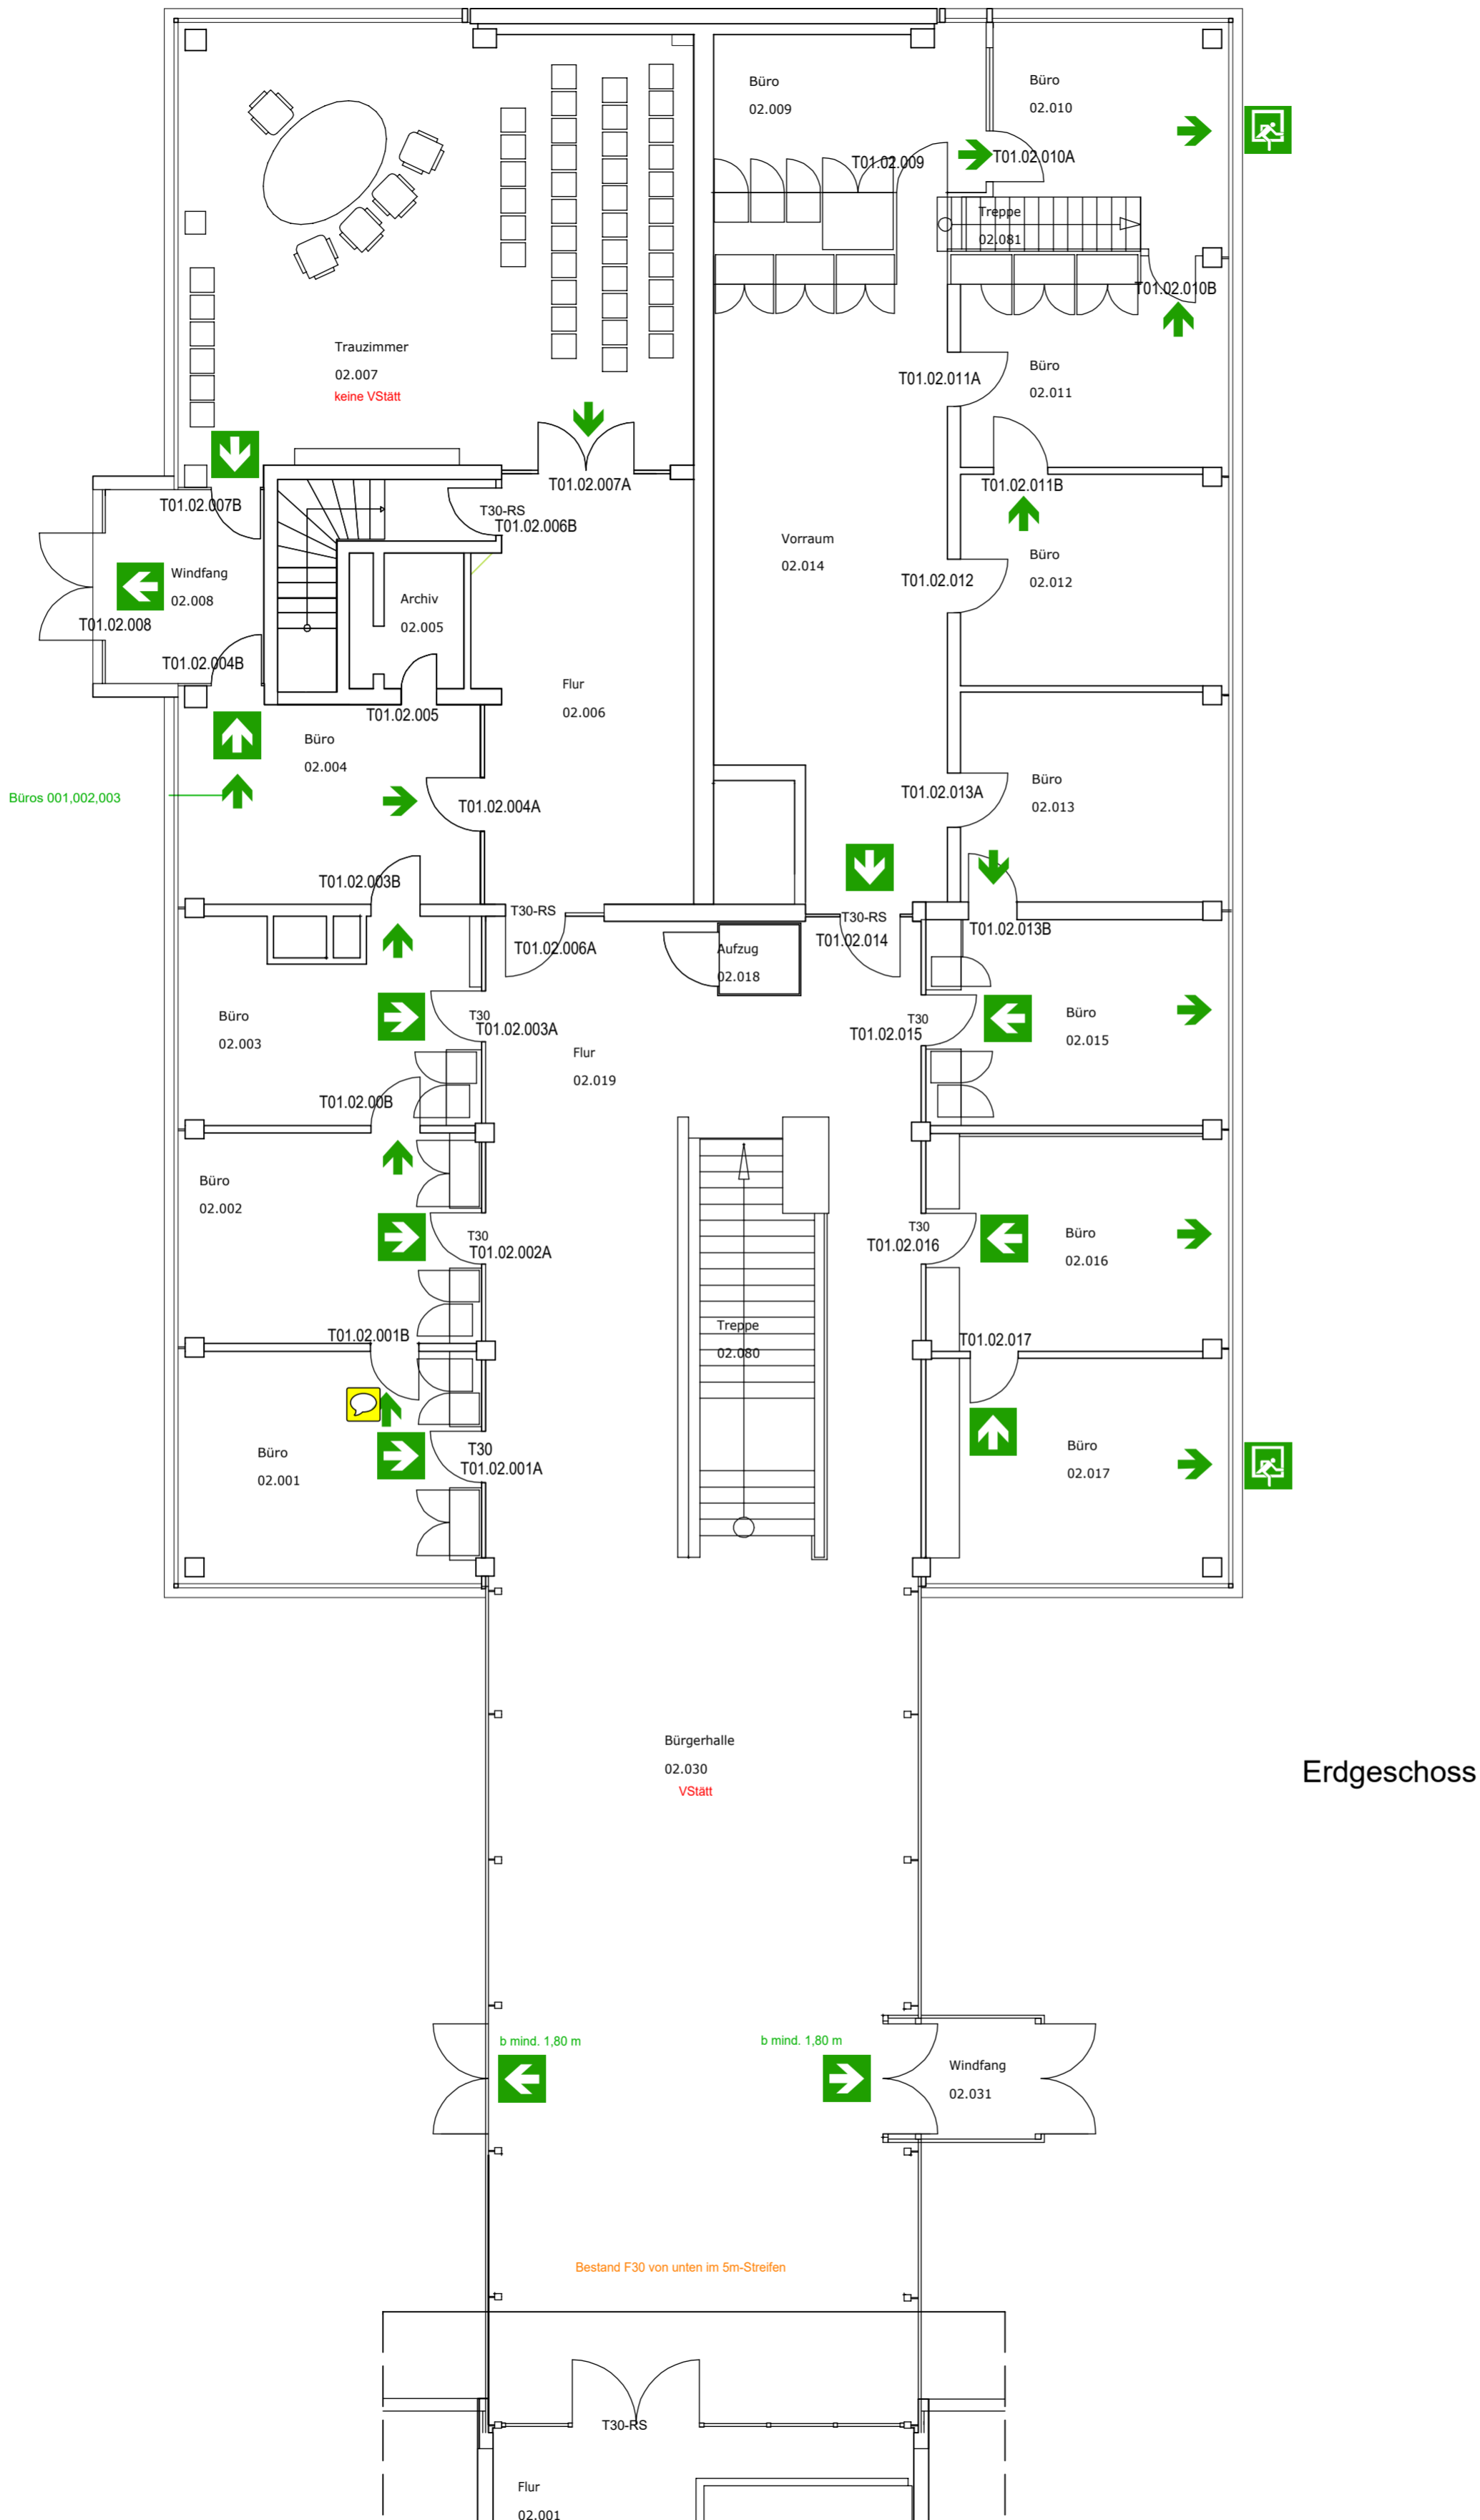 Büro
02.009
Büro
02.010
T01.02.009
T01.02.010A
Treppe
02.081
T01.02.010B
Trauzimmer
02.007
keine VStätt
T01.02.011A
Büro
02.011
T01.02.007A
T01.02.011B
T01.02.007B
T30-RS
T01.02.006B
Vorraum
02.014
Büro
02.012
T01.02.012
Windfang
02.008
Archiv
02.005
T01.02.008
T01.02.004B
Flur
02.006
T01.02.005
Büro
02.004
Büros 001,002,003
T01.02.004A
T01.02.013A
Büro
02.013
T01.02.003B
T30-RS
T01.02.006A
T30-RS
T01.02.014
T01.02.013B
Aufzug
02.018
Büro
02.003
T30
T01.02.003A
T30
T01.02.015
Büro
02.015
Flur
02.019
T01.02.00B
Büro
02.002
T30
T01.02.002A
T30
T01.02.016
Büro
02.016
Treppe
02.080
T01.02.001B
T01.02.017
Büro
02.001
T30
T01.02.001A
Büro
02.017
Bürgerhalle
02.030
VStätt
Erdgeschoss
b mind. 1,80 m
b mind. 1,80 m
Windfang
02.031
Bestand F30 von unten im 5m-Streifen
T30-RS
Flur
02.001